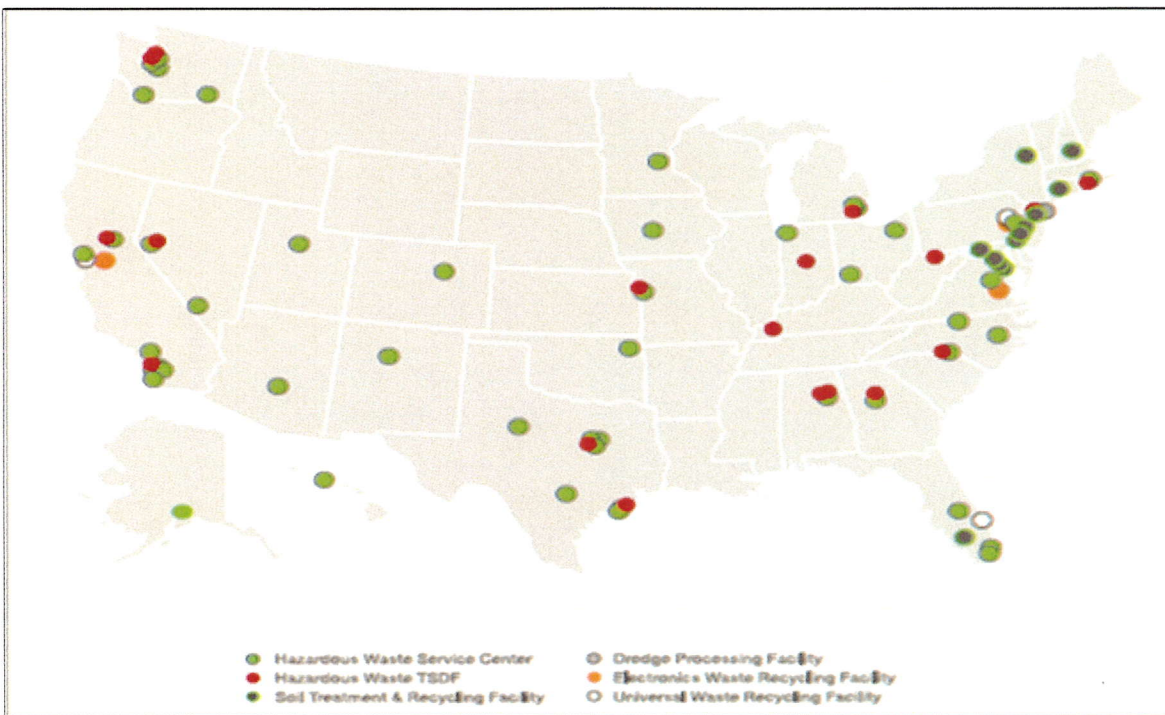 Hazardous Waste Service Center
Hazardous Waste TSDF
Soil Treatment & Recycling Facility
Dredge Processing Facility
Electronics Waste Recycling Facility
Universal Waste Recycling Facility